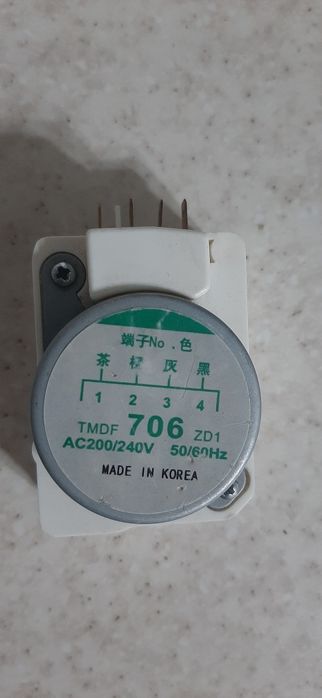 端子No.色
茶 橙 灰 黑
1 2 3 4
TMDF 706 ZD1
AC200/240V 50/60Hz
MADE IN KOREA